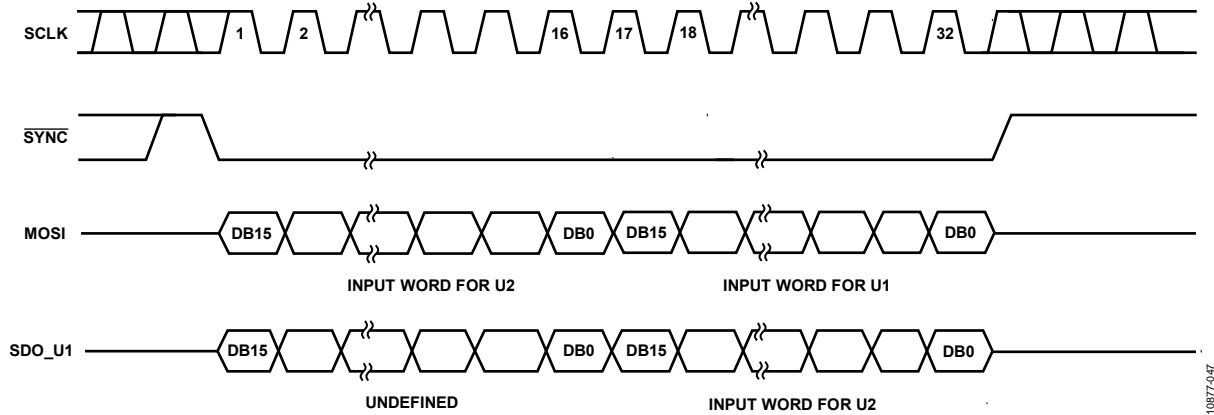 SCLK 1 2 16 17 18 32
SYNC
MOSI DB15 DB0 DB15 DB0
INPUT WORD FOR U2 INPUT WORD FOR U1
SDO_U1 DB15 DB0 DB15 DB0
UNDEFINED INPUT WORD FOR U2
10877-047